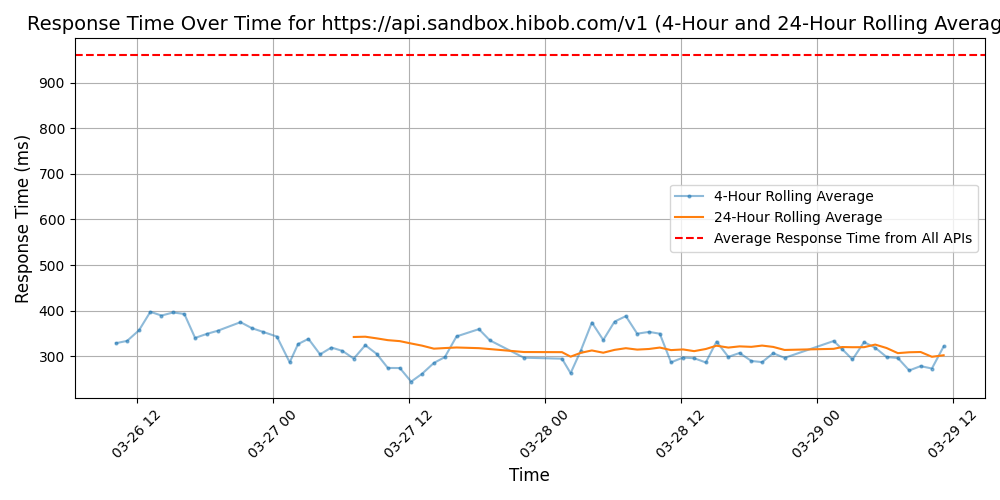 Response Time Over Time for https://api.sandbox.hibob.com/v1 (4-Hour and 24-Hour Rolling Averag
Response Time (ms)
900
800
700
600
500
400
300
4-Hour Rolling Average
24-Hour Rolling Average
Average Response Time from All APIs
03-26 12
03-27 00
03-27 12
03-28 00
03-28 12
03-29 00
03-29 12
Time